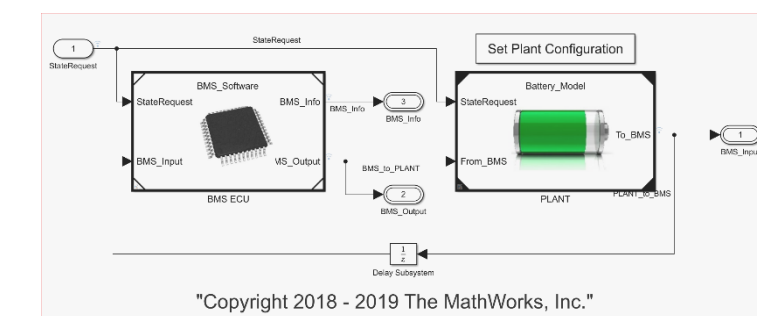 1
StateRequest
StateRequest
Set Plant Configuration
BMS_Software
StateRequest
BMS_Info
BMS_Input
MS_Output
BMS ECU
BMS_Info
3
BMS_Info
BMS_to_PLANT
2
BMS_Output
Battery_Model
StateRequest
To_BMS
From_BMS
PLANT
PLANT_to_BMS
1
BMS_Inpu
1
z
Delay Subsystem
"Copyright 2018 - 2019 The MathWorks, Inc."